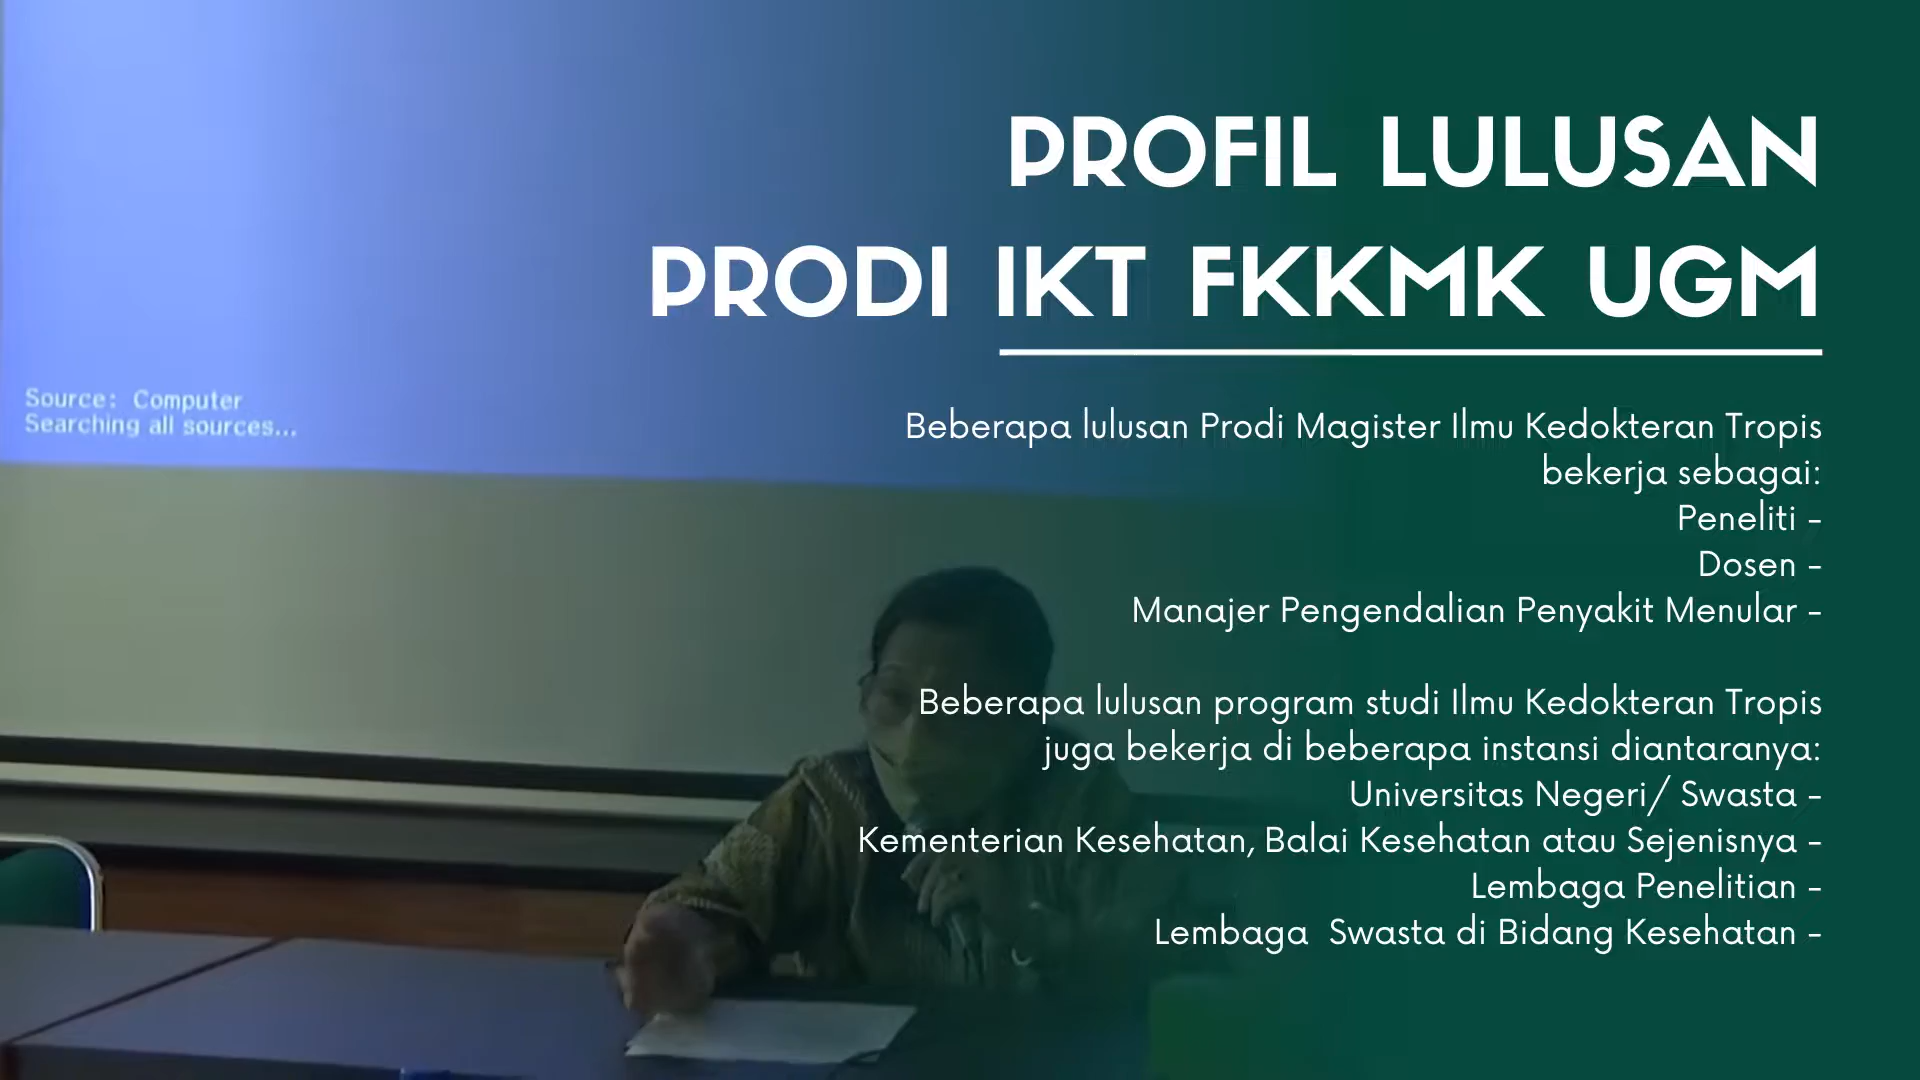 PROFIL LULUSAN
PRODI IKT FKKMK UGM
Source: Computer
Searching all sources...
Beberapa lulusan Prodi Magister Ilmu Kedokteran Tropis
bekerja sebagai:
Peneliti -
Dosen -
Manajer Pengendalian Penyakit Menular -
Beberapa lulusan program studi Ilmu Kedokteran Tropis
juga bekerja di beberapa instansi diantaranya:
Universitas Negeri/ Swasta -
Kementerian Kesehatan, Balai Kesehatan atau Sejenisnya -
Lembaga Penelitian -
Lembaga  Swasta di Bidang Kesehatan -